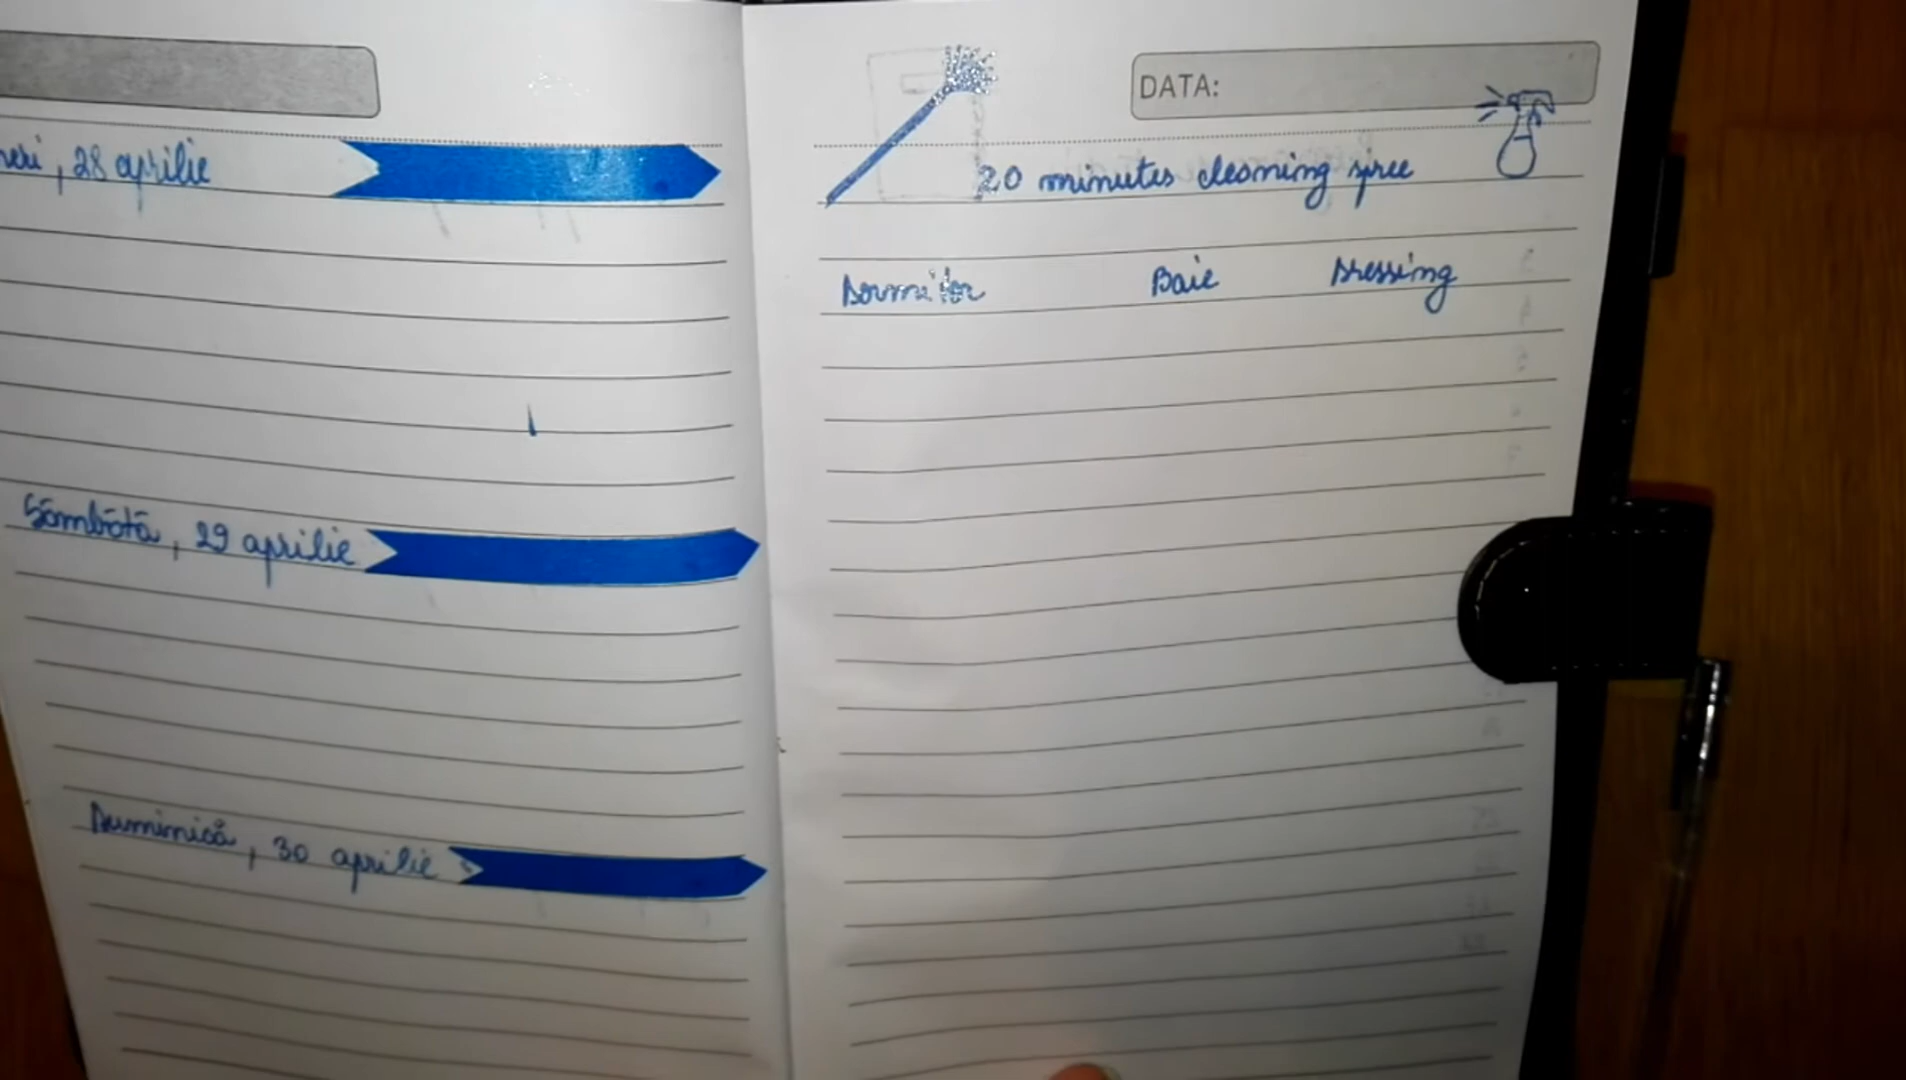 28 aprilie
Sâmbătă, 29 aprilie
Duminică, 30 aprilie
DATA:
20 minutes cleaning spree
Dormitor Baie Dressing